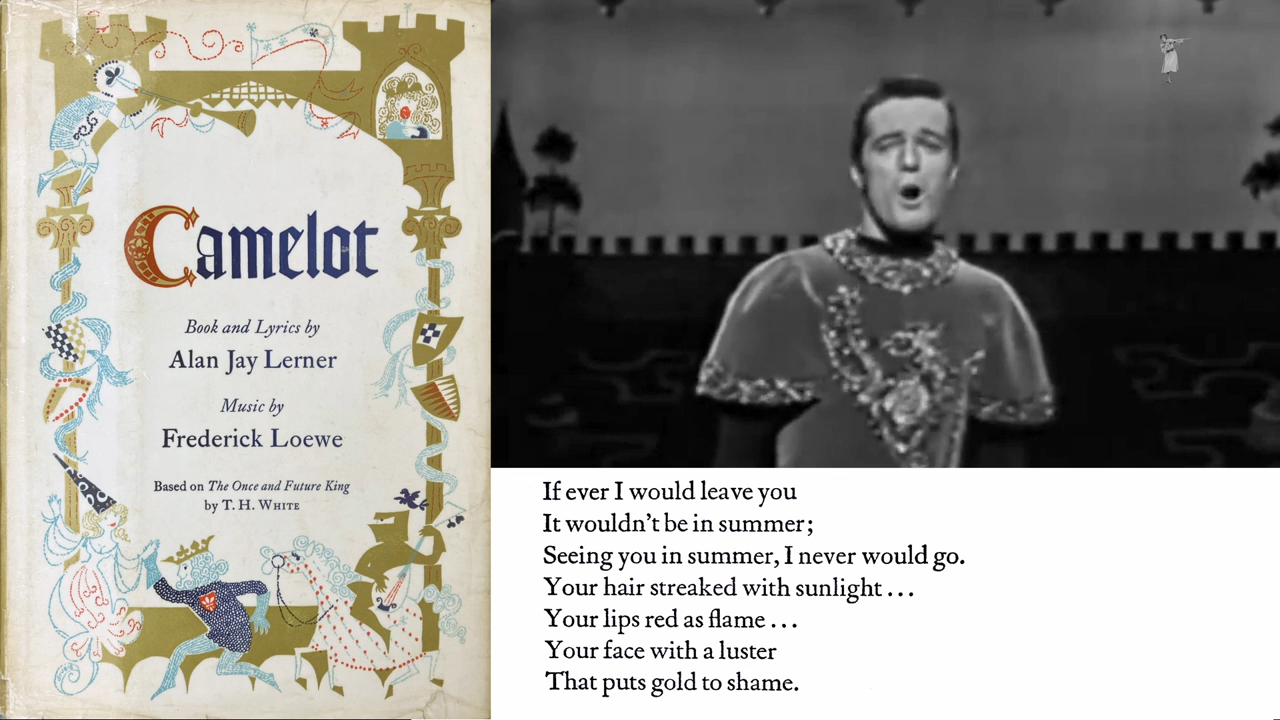 Camelot
Book and Lyrics by
Alan Jay Lerner
Music by
Frederick Loewe
Based on The Once and Future King
by T. H. WHITE
If ever I would leave you
It wouldn't be in summer;
Seeing you in summer, I never would go.
Your hair streaked with sunlight . . .
Your lips red as flame . . .
Your face with a luster
That puts gold to shame.